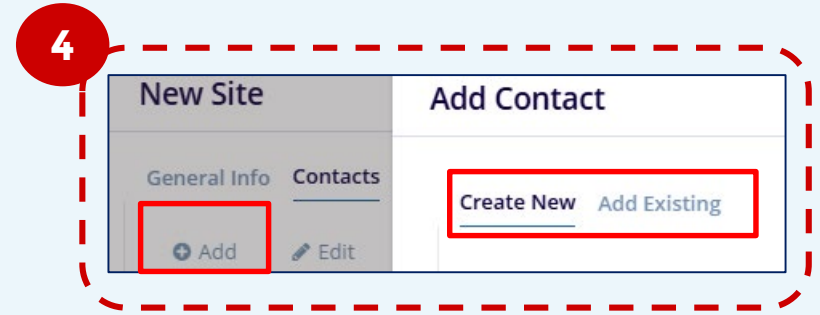 4
New Site
Add Contact
General Info Contacts
Create New Add Existing
Add Edit